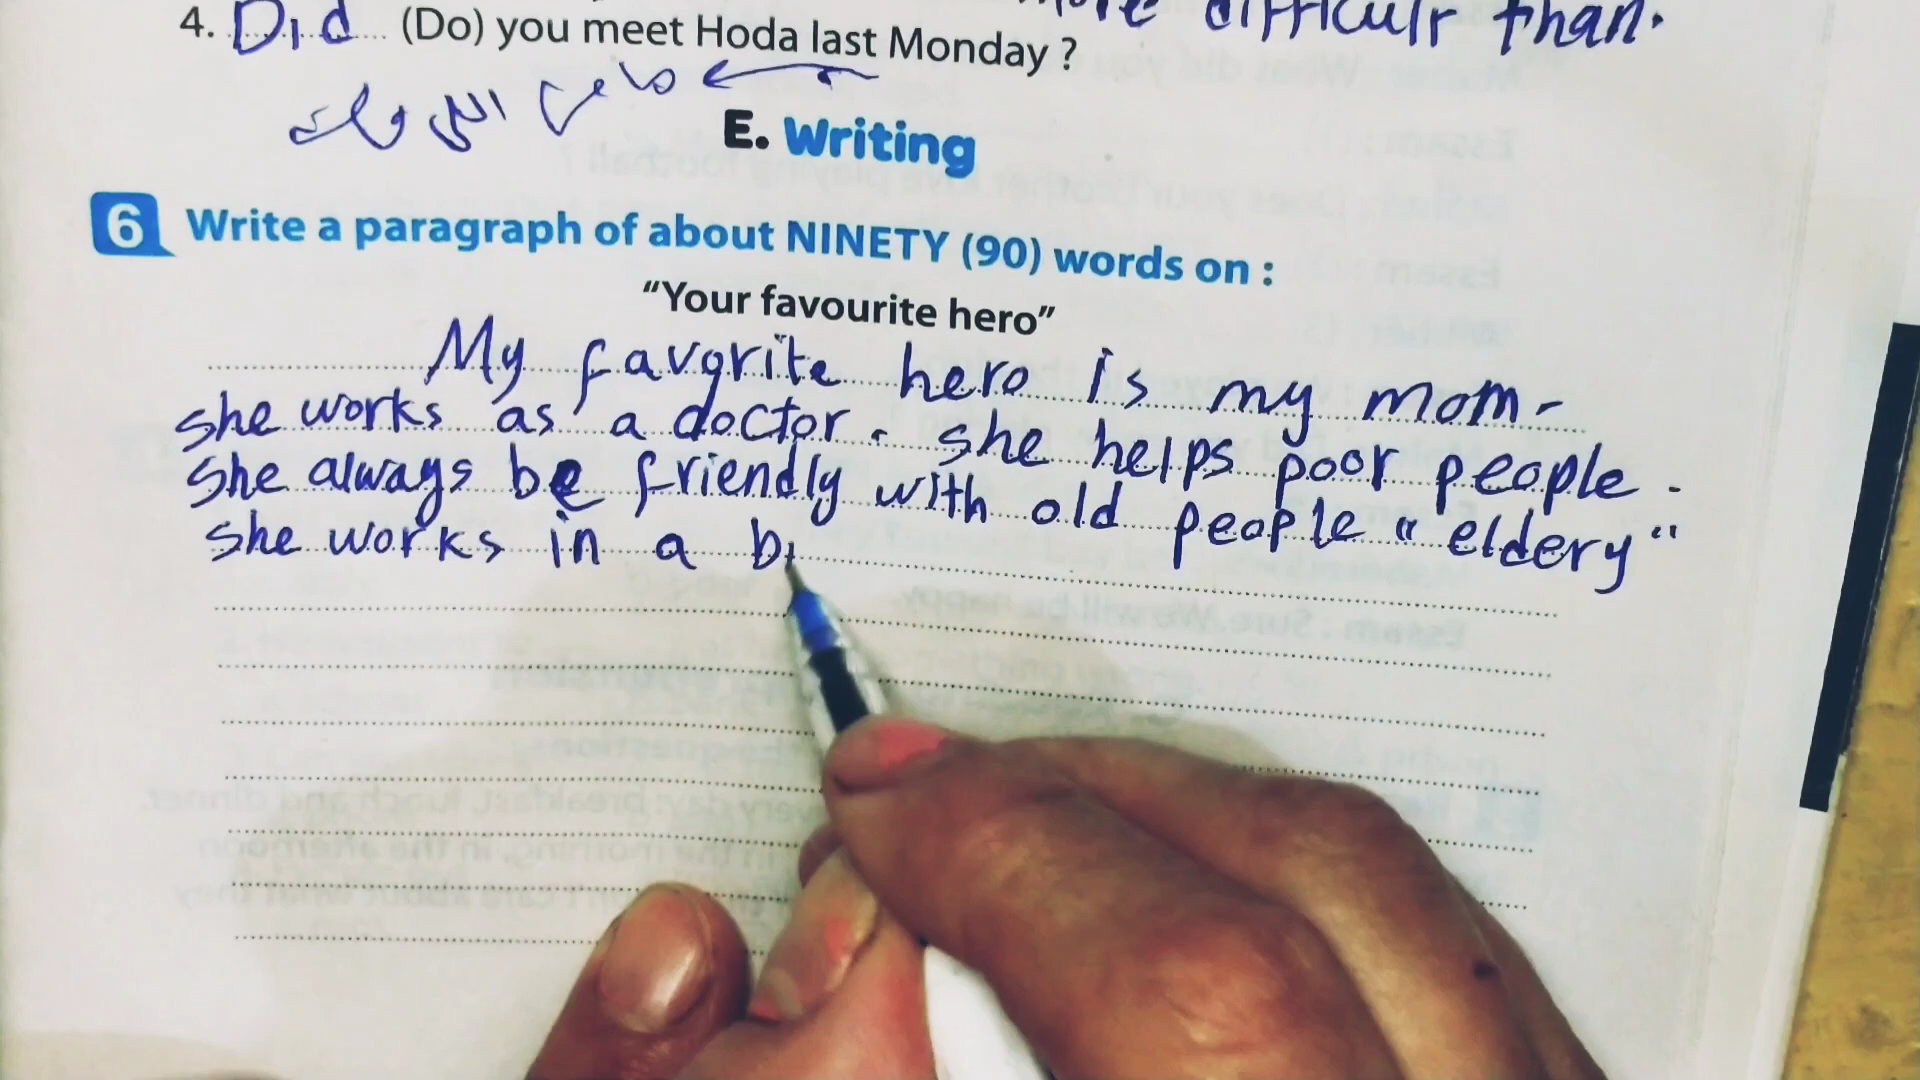 more difficult than.
4. Did (Do) you meet Hoda last Monday ?
E. Writing
6 Write a paragraph of about NINETY (90) words on :
“Your favourite hero”
My favorite hero is my mom.
she works as a doctor. she helps poor people.
she always be friendly with old people "eldery"
she works in a bi